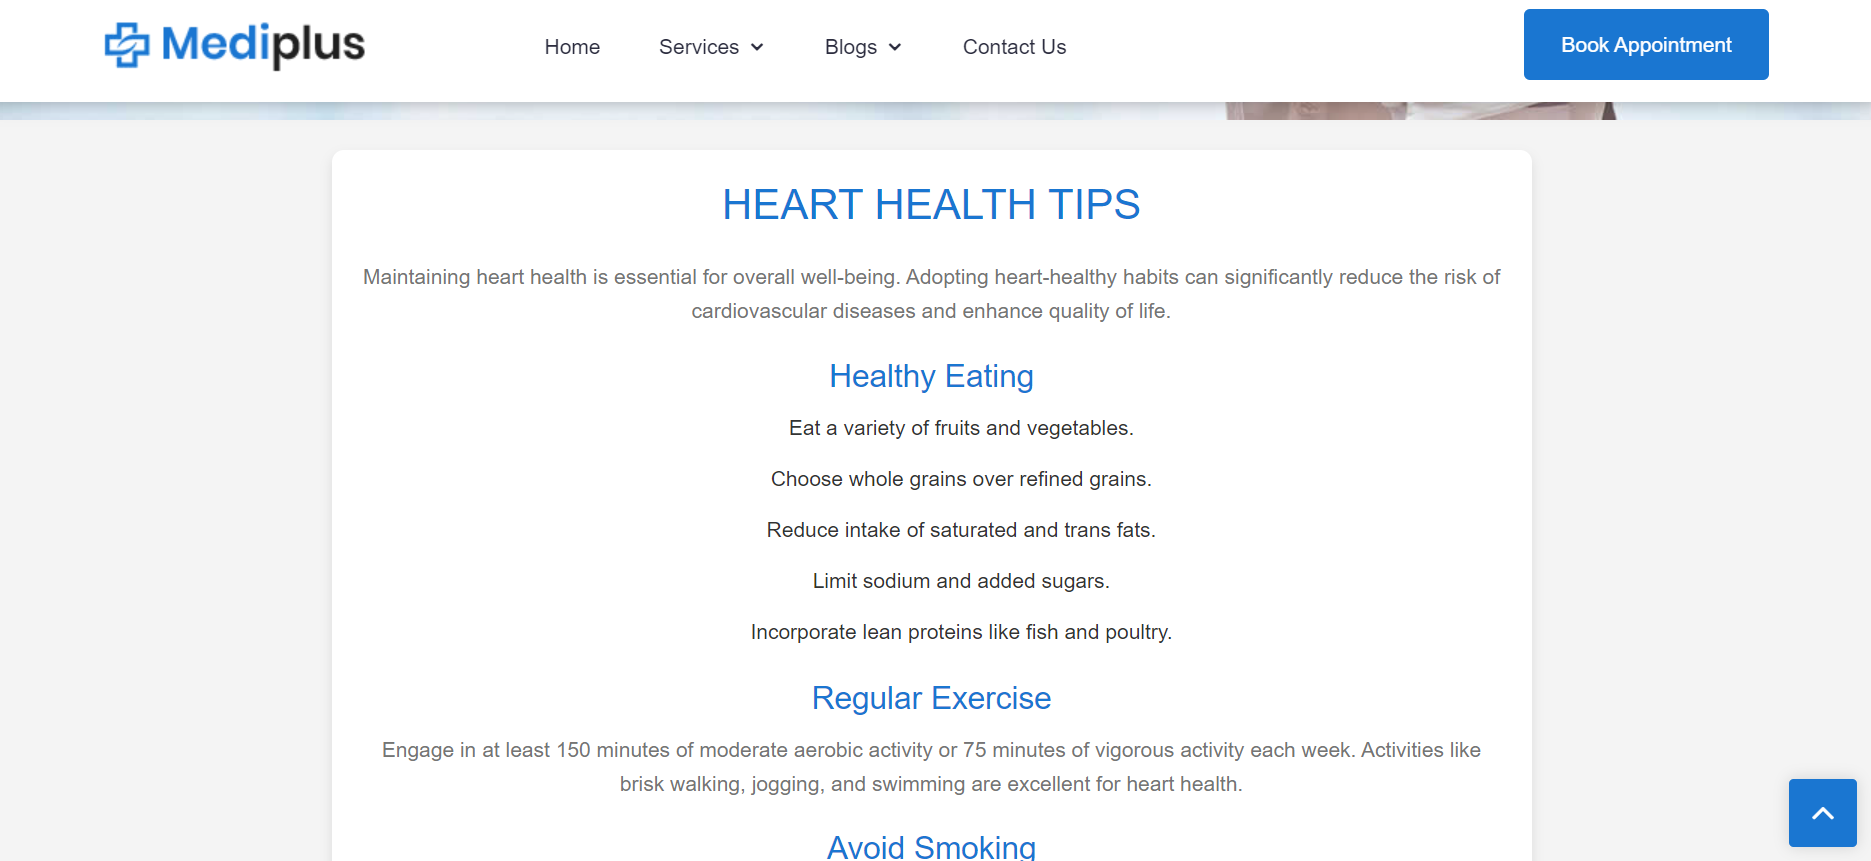 Mediplus
Home
Services
Blogs
Contact Us
Book Appointment
HEART HEALTH TIPS
Maintaining heart health is essential for overall well-being. Adopting heart-healthy habits can significantly reduce the risk of
cardiovascular diseases and enhance quality of life.
Healthy Eating
Eat a variety of fruits and vegetables.
Choose whole grains over refined grains.
Reduce intake of saturated and trans fats.
Limit sodium and added sugars.
Incorporate lean proteins like fish and poultry.
Regular Exercise
Engage in at least 150 minutes of moderate aerobic activity or 75 minutes of vigorous activity each week. Activities like
brisk walking, jogging, and swimming are excellent for heart health.
Avoid Smoking